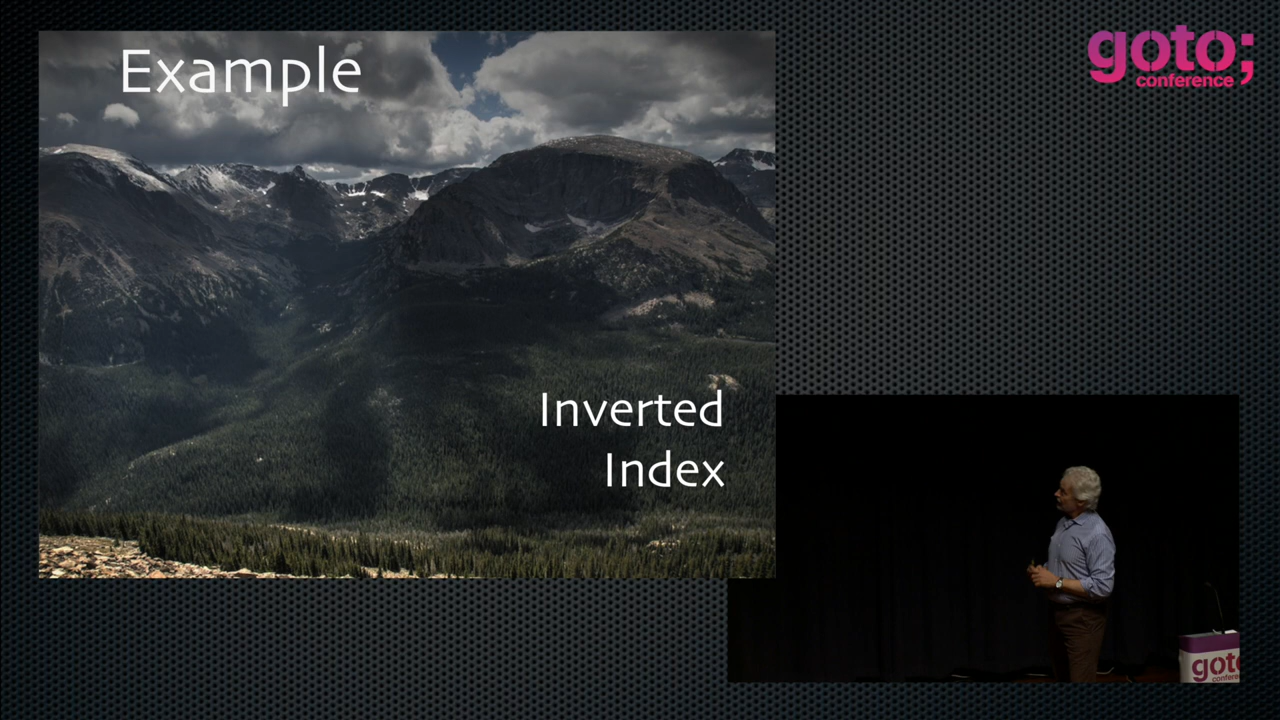 Example
Inverted
Index
goto;
conference
goto
conference